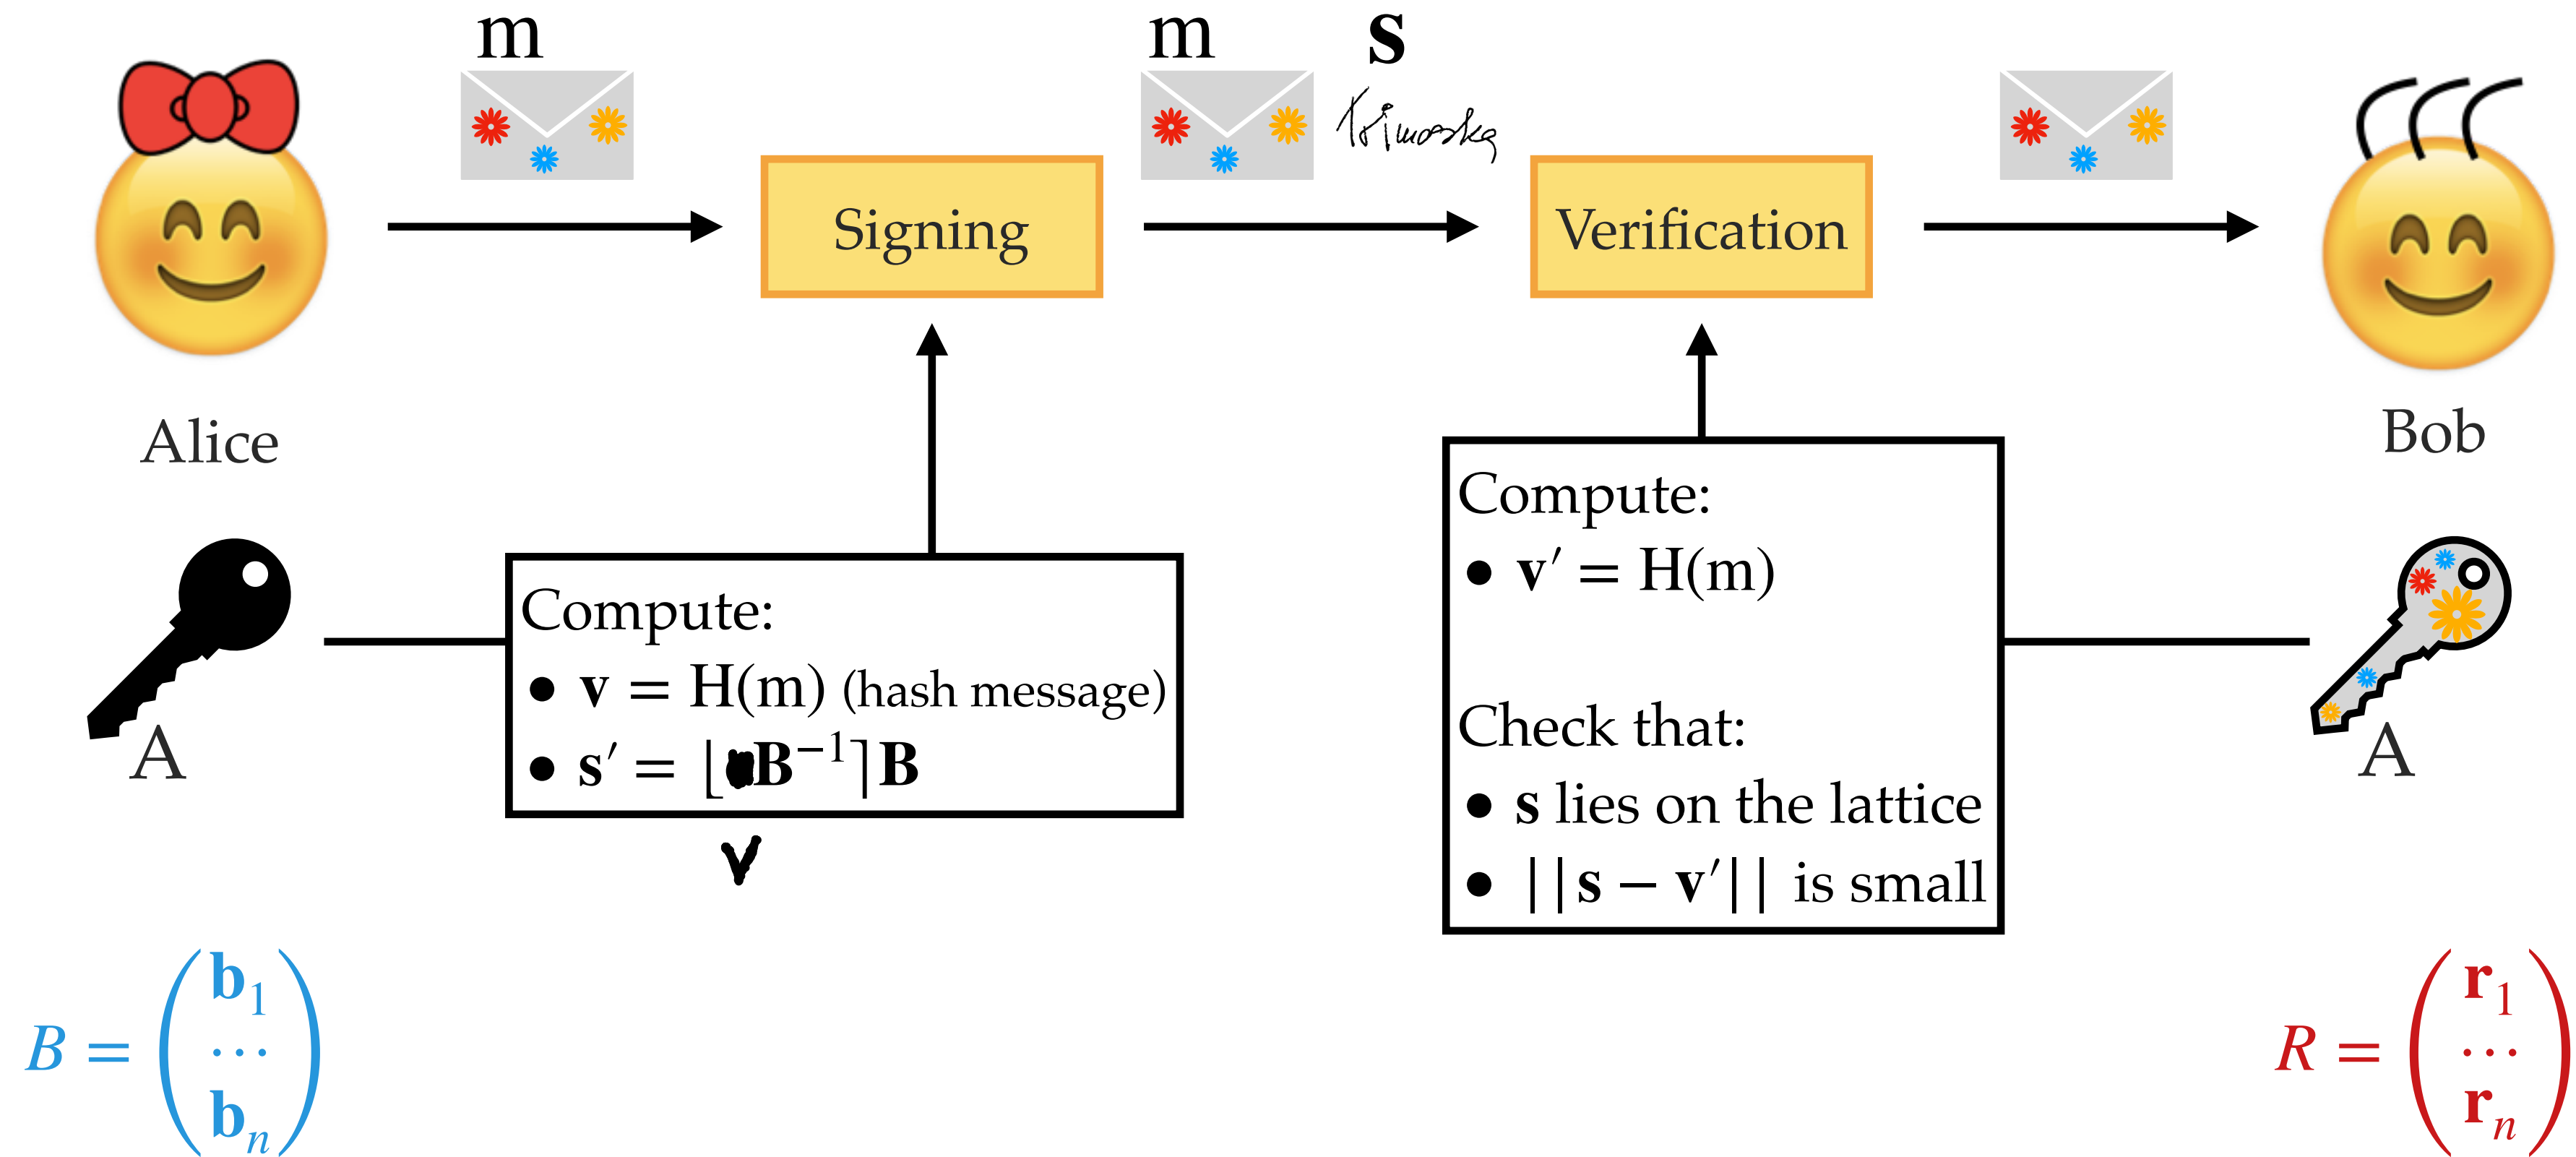 m
m s
Signing
Verification
Alice
Bob
Compute:
• v = H(m) (hash message)
• s′ = ⌊B⁻¹⌉B
v
Compute:
• v′ = H(m)
Check that:
• s lies on the lattice
• ||s − v′|| is small
A
A
B = (b₁
⋯
bₙ)
R = (r₁
⋯
rₙ)